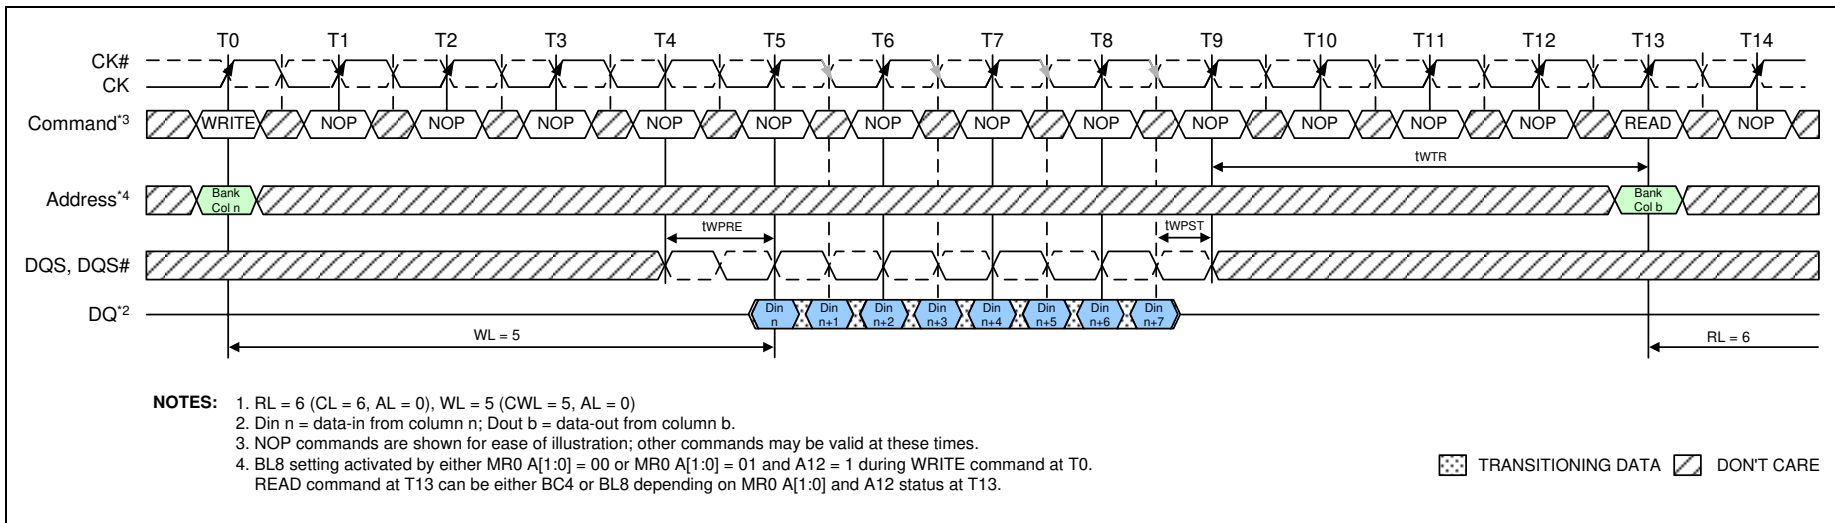 T0 T1 T2 T3 T4 T5 T6 T7 T8 T9 T10 T11 T12 T13 T14
CK#
CK
Command*3 WRITE NOP NOP NOP NOP NOP NOP NOP NOP NOP NOP NOP NOP READ NOP
tWTR
Address*4 Bank Col n Bank Col b
tWPRE tWPST
DQS, DQS#
DQ*2 Din n Din n+1 Din n+2 Din n+3 Din n+4 Din n+5 Din n+6 Din n+7
WL = 5 RL = 6
NOTES: 1. RL = 6 (CL = 6, AL = 0), WL = 5 (CWL = 5, AL = 0)
2. Din n = data-in from column n; Dout b = data-out from column b.
3. NOP commands are shown for ease of illustration; other commands may be valid at these times.
4. BL8 setting activated by either MR0 A[1:0] = 00 or MR0 A[1:0] = 01 and A12 = 1 during WRITE command at T0.
READ command at T13 can be either BC4 or BL8 depending on MR0 A[1:0] and A12 status at T13.
TRANSITIONING DATA DON'T CARE